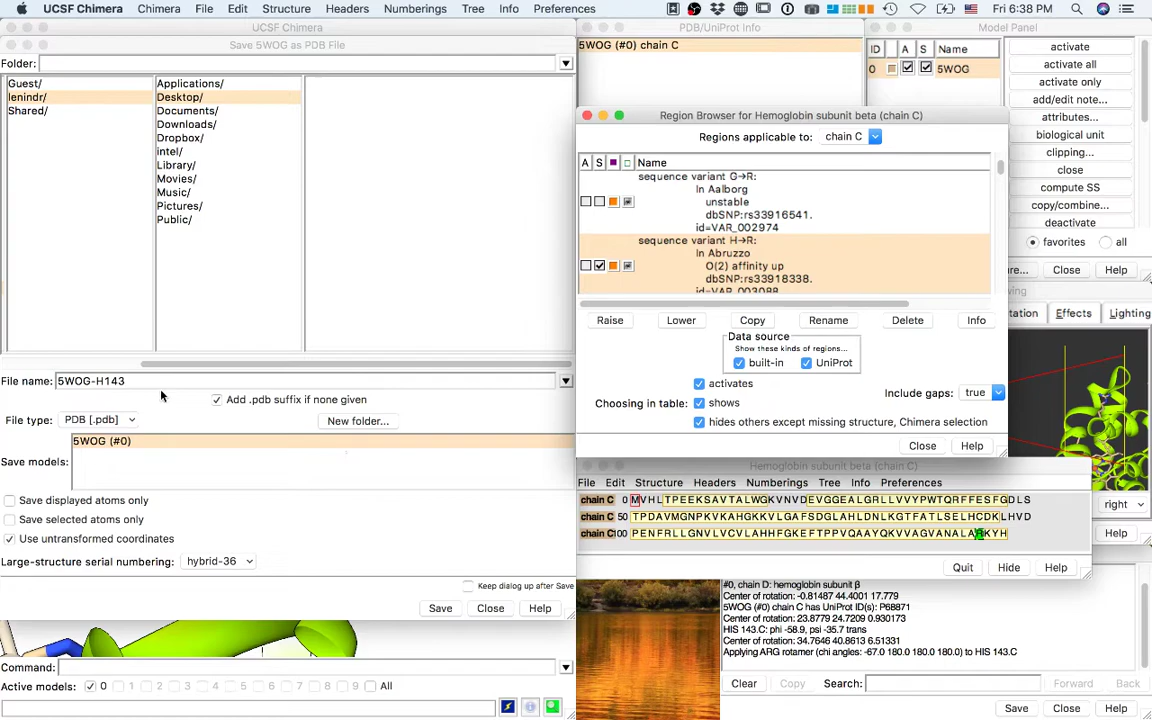 UCSF Chimera Chimera File Edit Structure Headers Numberings Tree Info Preferences Fri 6:38 PM
UCSF Chimera
Save 5WOG as PDB File
Folder:
Guest/
lenindr/
Shared/
Applications/
Desktop/
Documents/
Downloads/
Dropbox/
intel/
Library/
Movies/
Music/
Pictures/
Public/
File name: 5WOG-H143
Add .pdb suffix if none given
File type: PDB [.pdb] New folder...
5WOG (#0)
Save models:
Save displayed atoms only
Save selected atoms only
Use untransformed coordinates
Large-structure serial numbering: hybrid-36
Keep dialog up after Save
Save Close Help
Command:
Active models: 0 1 2 3 4 5 6 7 8 9 All
PDB/UniProt Info
5WOG (#0) chain C
Model Panel
ID A S Name
0 5WOG
activate
activate all
activate only
add/edit note...
attributes...
biological unit
clipping...
close
compute SS
copy/combine...
deactivate
favorites all
ure... Close Help
Region Browser for Hemoglobin subunit beta (chain C)
Regions applicable to: chain C
A S Name
sequence variant G→R:
In Aalborg
unstable
dbSNP:rs33916541.
id=VAR_002974
sequence variant H→R:
In Abruzzo
O(2) affinity up
dbSNP:rs33918338.
id=VAR_003088
Raise Lower Copy Rename Delete Info
Data source
Show these kinds of regions...
built-in UniProt
activates
Choosing in table: shows
Include gaps: true
hides others except missing structure, Chimera selection
Close Help
ing
tation Effects Lighting
right
Help
Hemoglobin subunit beta (chain C)
File Edit Structure Headers Numberings Tree Info Preferences
chain C 0 MVHLTPEEKSAVTALWGKVNVDEVGGEALGRLLVVYPWTQRFFESFGDLS
chain C 50 TPDAVMGNPKVKAHGKKVLGAFSDGLAHLDNLKGTFATLSELHCDKLHVD
chain C 100 PENFRLLGNVLVCVLAHHFGKEFTPPVQAAYQKVVAGVANALA KYH
Quit Hide Help
#0, chain D: hemoglobin subunit β
Center of rotation: -0.81487 44.4001 17.779
5WOG (#0) chain C has UniProt ID(s): P68871
Center of rotation: 23.8779 24.7209 0.930173
HIS 143.C: phi -58.9, psi -35.7 trans
Center of rotation: 34.7646 40.8613 6.51331
Applying ARG rotamer (chi angles: -67.0 180.0 180.0 180.0) to HIS 143.C
Clear Copy Search: Forward Back
Save Close Help